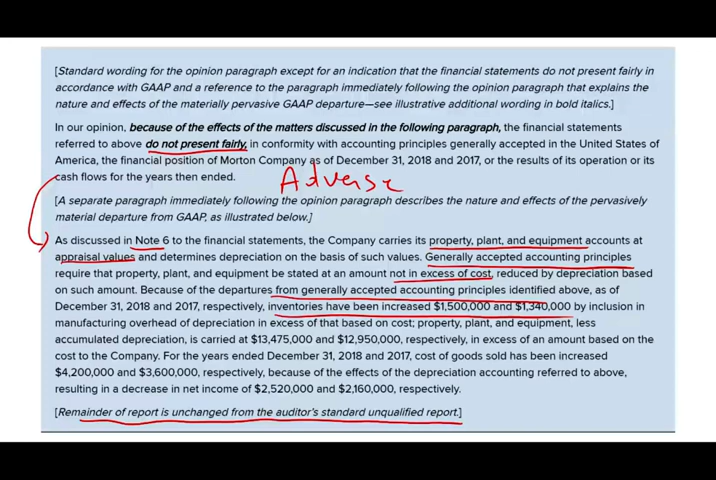 [Standard wording for the opinion paragraph except for an indication that the financial statements do not present fairly in
accordance with GAAP and a reference to the paragraph immediately following the opinion paragraph that explains the
nature and effects of the materially pervasive GAAP departure—see illustrative additional wording in bold italics.]
In our opinion, because of the effects of the matters discussed in the following paragraph, the financial statements
referred to above do not present fairly, in conformity with accounting principles generally accepted in the United States of
America, the financial position of Morton Company as of December 31, 2018 and 2017, or the results of its operation or its
cash flows for the years then ended.
Adverse
[A separate paragraph immediately following the opinion paragraph describes the nature and effects of the pervasively
material departure from GAAP, as illustrated below.]
As discussed in Note 6 to the financial statements, the Company carries its property, plant, and equipment accounts at
appraisal values and determines depreciation on the basis of such values. Generally accepted accounting principles
require that property, plant, and equipment be stated at an amount not in excess of cost, reduced by depreciation based
on such amount. Because of the departures from generally accepted accounting principles identified above, as of
December 31, 2018 and 2017, respectively, inventories have been increased $1,500,000 and $1,340,000 by inclusion in
manufacturing overhead of depreciation in excess of that based on cost; property, plant, and equipment, less
accumulated depreciation, is carried at $13,475,000 and $12,950,000, respectively, in excess of an amount based on the
cost to the Company. For the years ended December 31, 2018 and 2017, cost of goods sold has been increased
$4,200,000 and $3,600,000, respectively, because of the effects of the depreciation accounting referred to above,
resulting in a decrease in net income of $2,520,000 and $2,160,000, respectively.
[Remainder of report is unchanged from the auditor's standard unqualified report.]